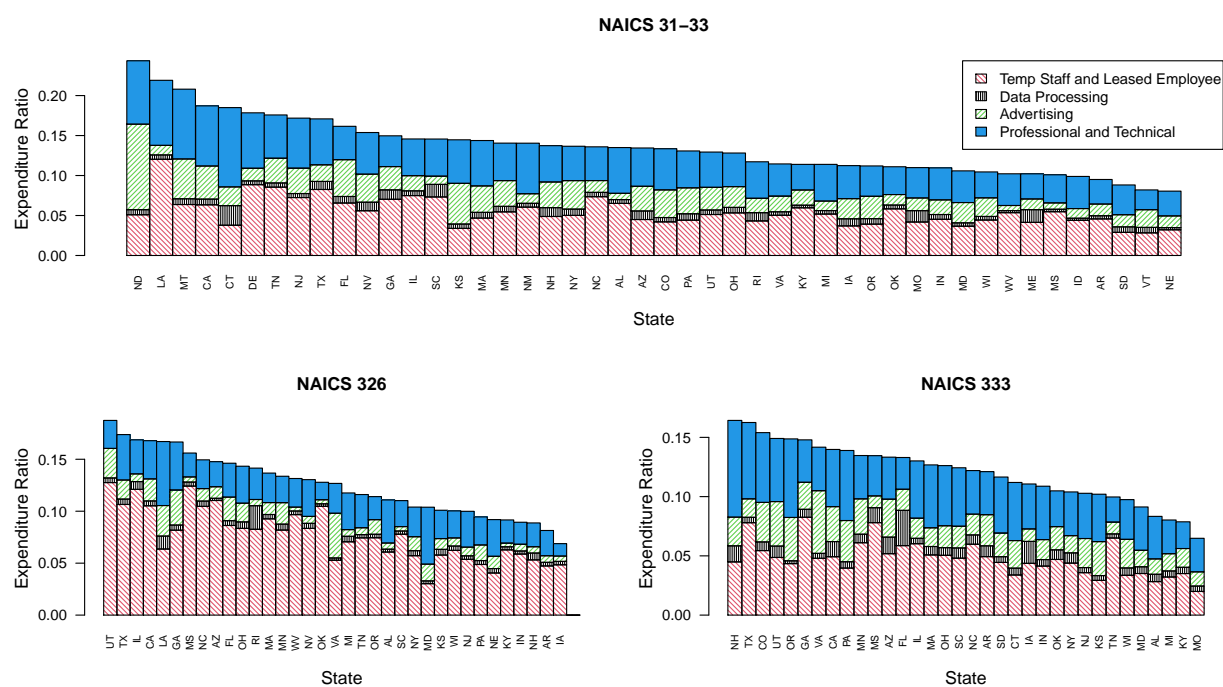 NAICS 31−33
Expenditure Ratio
0.20
0.15
0.10
0.05
0.00
Temp Staff and Leased Employee
Data Processing
Advertising
Professional and Technical
ND LA MT CA CT DE TN NJ TX FL NV GA IL SC KS MA MN NM NH NY NC AL AZ CO PA UT OH RI VA KY MI IA OR OK MO IN MD WI WV ME MS ID AR SD VT NE
State
NAICS 326
Expenditure Ratio
0.15
0.10
0.05
0.00
UT TX IL CA LA GA MS NC AZ FL OH RI MA MN WV NV OK VA MI TN OR AL SC NY MD KS WI NJ PA NE KY IN NH AR IA
State
NAICS 333
Expenditure Ratio
0.15
0.10
0.05
0.00
NH TX CO UT OR GA VA CA PA MN MS AZ FL IL MA OH SC NC AR SD CT IA IN OK NY NJ KS TN WI MD AL MI KY MO
State